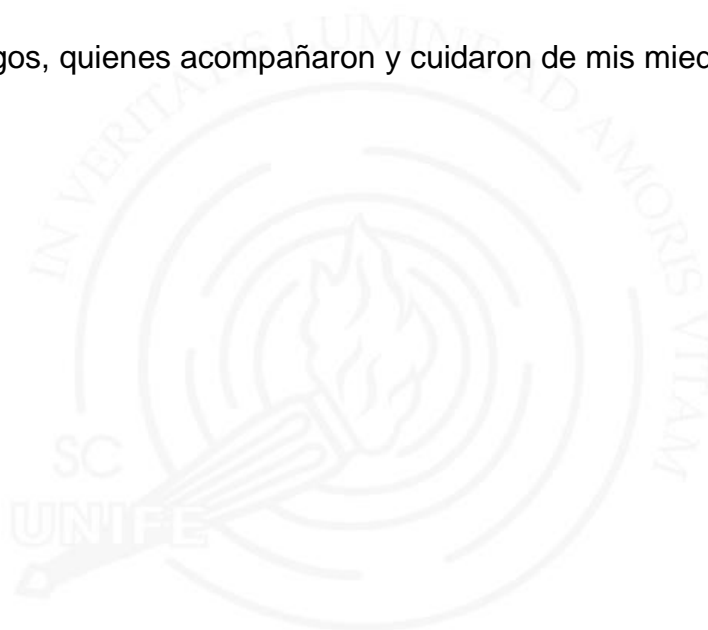 gos, quienes acompañaron y cuidaron de mis mied
IN VERITATIS LUMINE AD AMORIS VITAM
SC
UNIFE